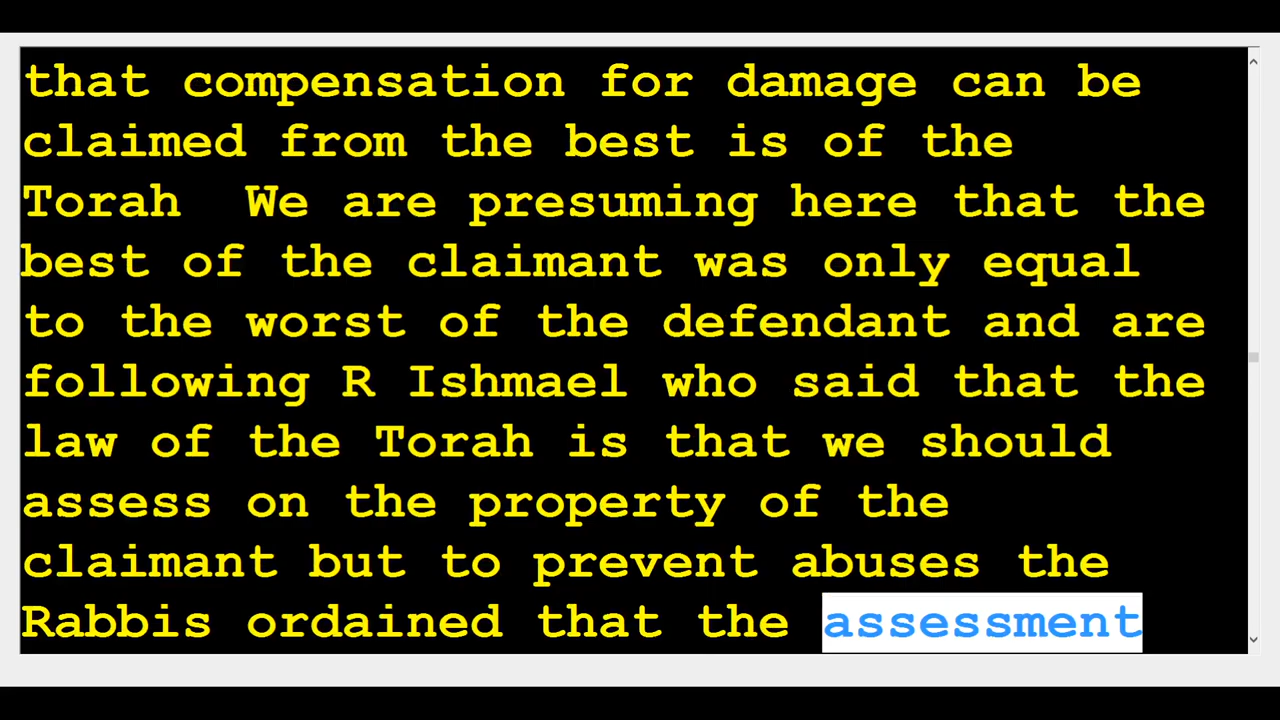 that compensation for damage can be
claimed from the best is of the
Torah  We are presuming here that the
best of the claimant was only equal
to the worst of the defendant and are
following R Ishmael who said that the
law of the Torah is that we should
assess on the property of the
claimant but to prevent abuses the
Rabbis ordained that the assessment